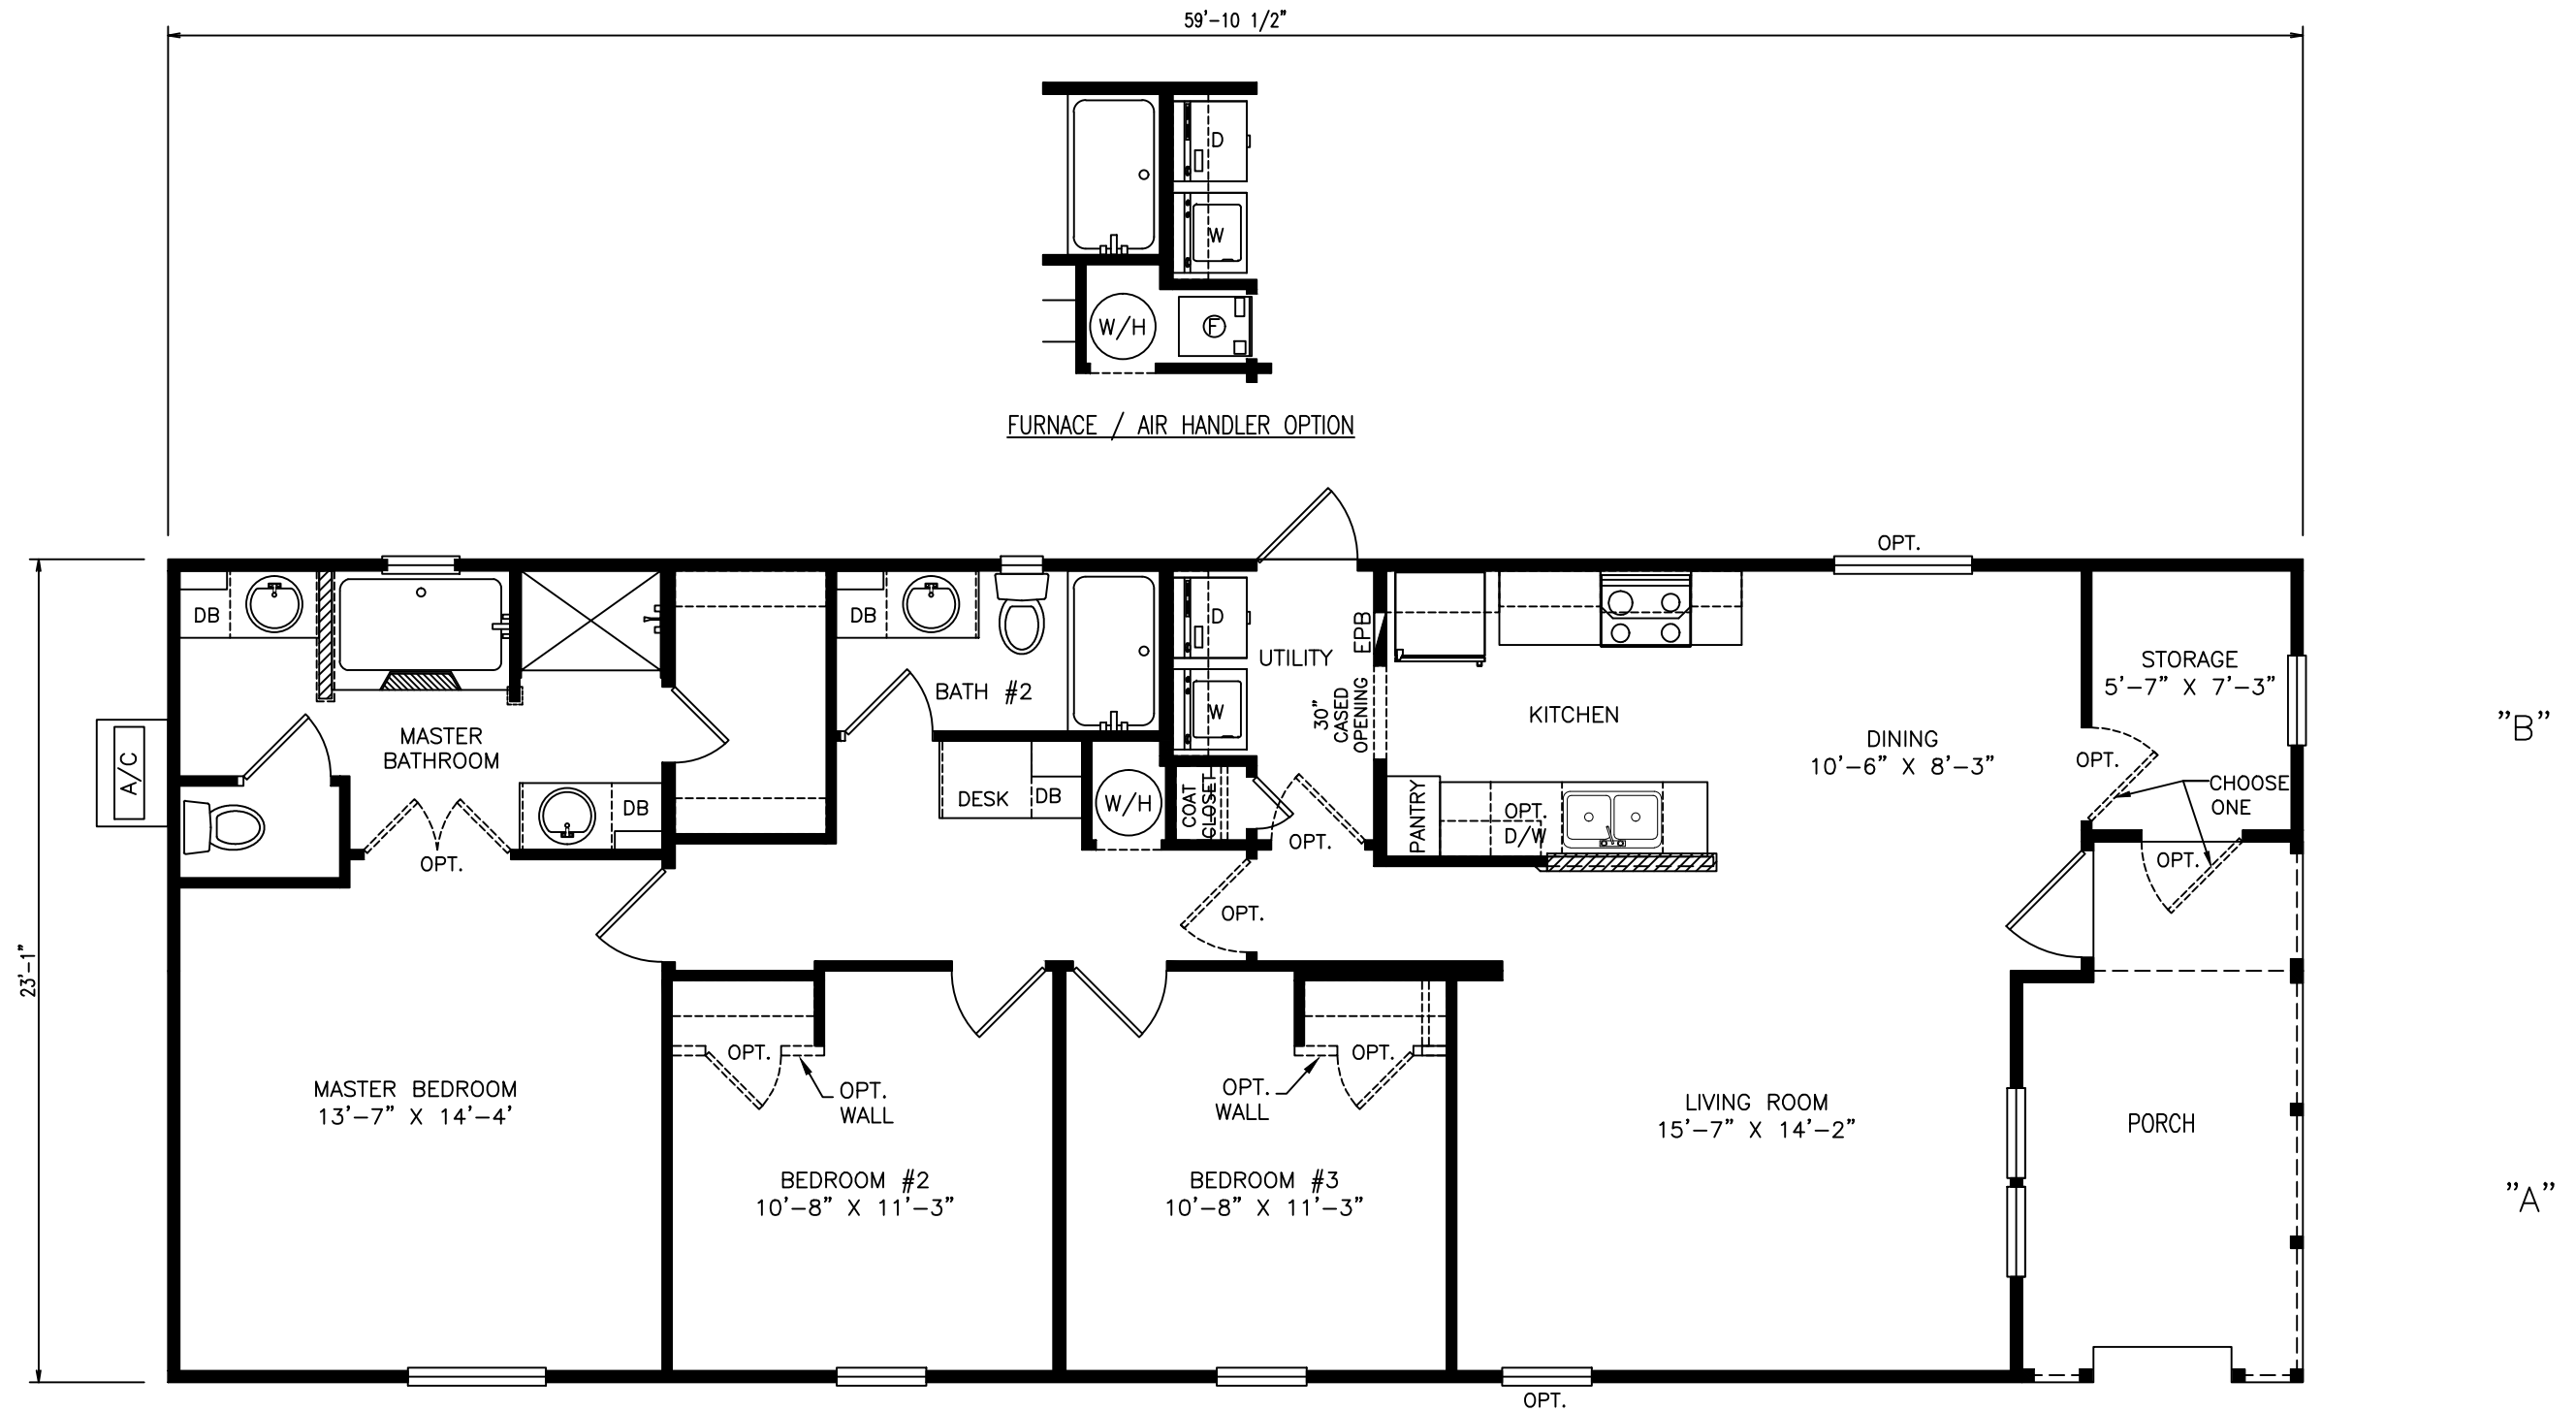 59'-10 1/2"
D
W
W/H
F
FURNACE / AIR HANDLER OPTION
OPT.
DB
DB
D
EPB
UTILITY
STORAGE
5'-7" X 7'-3"
BATH #2
W
30"
CASED
OPENING
KITCHEN
"B"
MASTER
BATHROOM
DINING
10'-6" X 8'-3"
OPT.
A/C
CHOOSE
ONE
DESK
DB
W/H
COAT
CLOSET
PANTRY
OPT.
D/W
DB
OPT.
OPT.
OPT.
OPT.
23'-1"
OPT.
OPT.
OPT.
WALL
OPT.
WALL
MASTER BEDROOM
13'-7" X 14'-4'
LIVING ROOM
15'-7" X 14'-2"
PORCH
BEDROOM #2
10'-8" X 11'-3"
BEDROOM #3
10'-8" X 11'-3"
"A"
OPT.